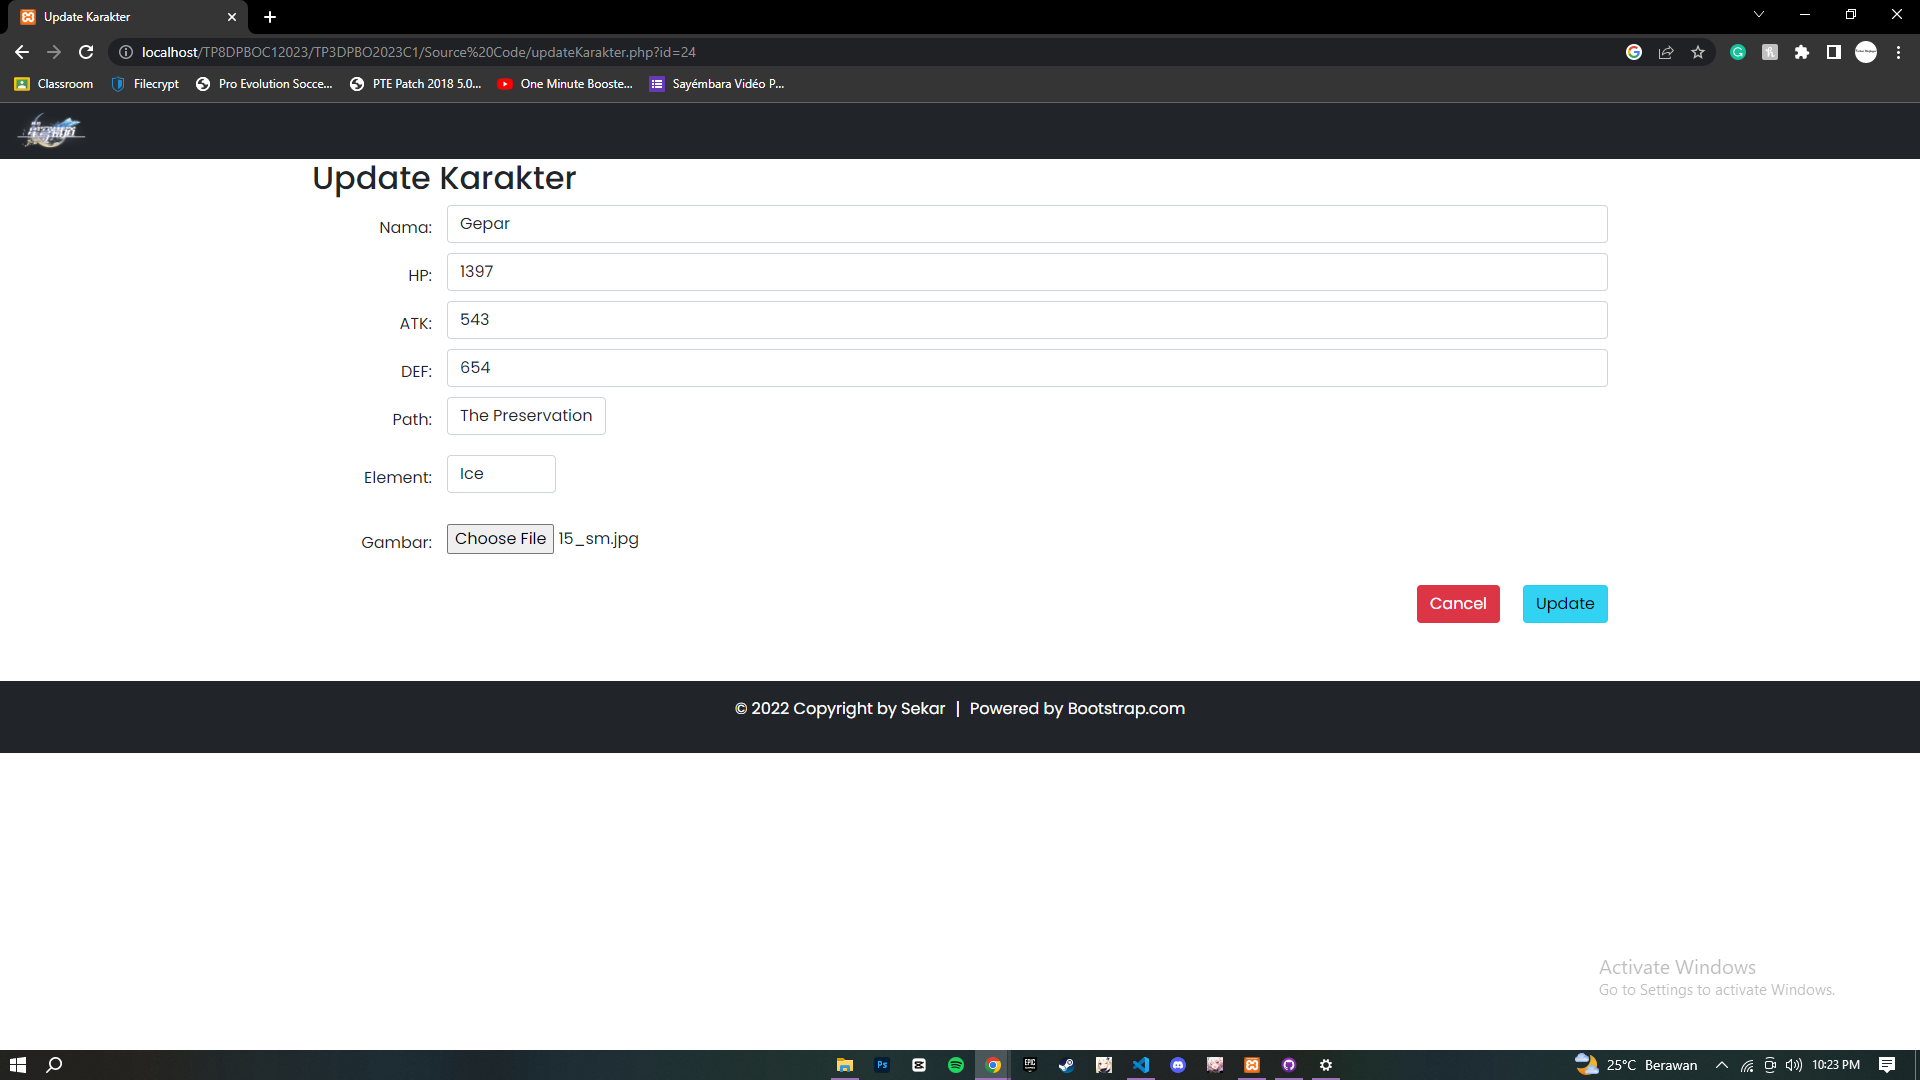 Update Karakter
localhost/TP8DPBOC12023/TP3DPBO2023C1/Source%20Code/updateKarakter.php?id=24
Classroom
Filecrypt
Pro Evolution Socce...
PTE Patch 2018 5.0...
One Minute Booste...
Sayémbara Vidéo P...
Update Karakter
Nama: Gepar
HP: 1397
ATK: 543
DEF: 654
Path: The Preservation
Element: Ice
Gambar: Choose File 15_sm.jpg
Cancel Update
© 2022 Copyright by Sekar | Powered by Bootstrap.com
Activate Windows
Go to Settings to activate Windows.
25°C Berawan 10:23 PM